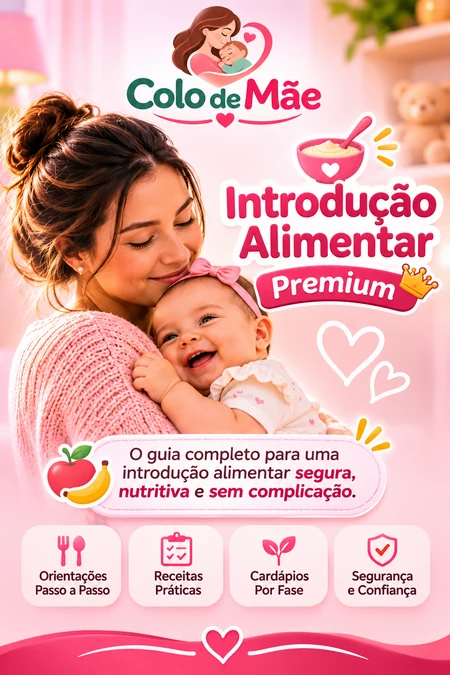 Colo de Mãe
Introdução
Alimentar
Premium
O guia completo para uma
introdução alimentar segura,
nutritiva e sem complicação.
Orientações
Passo a Passo
Receitas
Práticas
Cardápios
Por Fase
Segurança
e Confiança